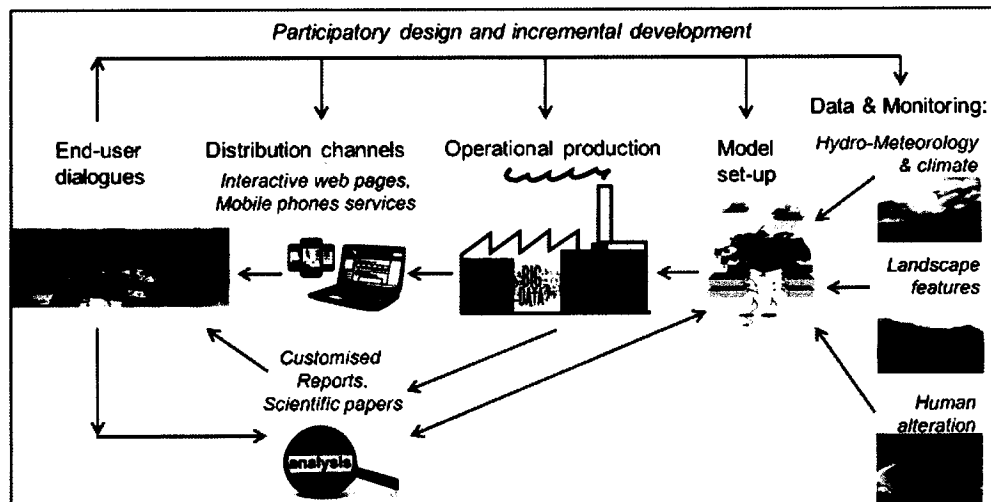 Participatory design and incremental development
Data & Monitoring:
End-user
dialogues
Distribution channels
Interactive web pages,
Mobile phones services
Operational production
Model
set-up
Hydro-Meteorology
& climate
BIG
DATA
Landscape
features
Customised
Reports.
Scientific papers
Human
alteration
analysis